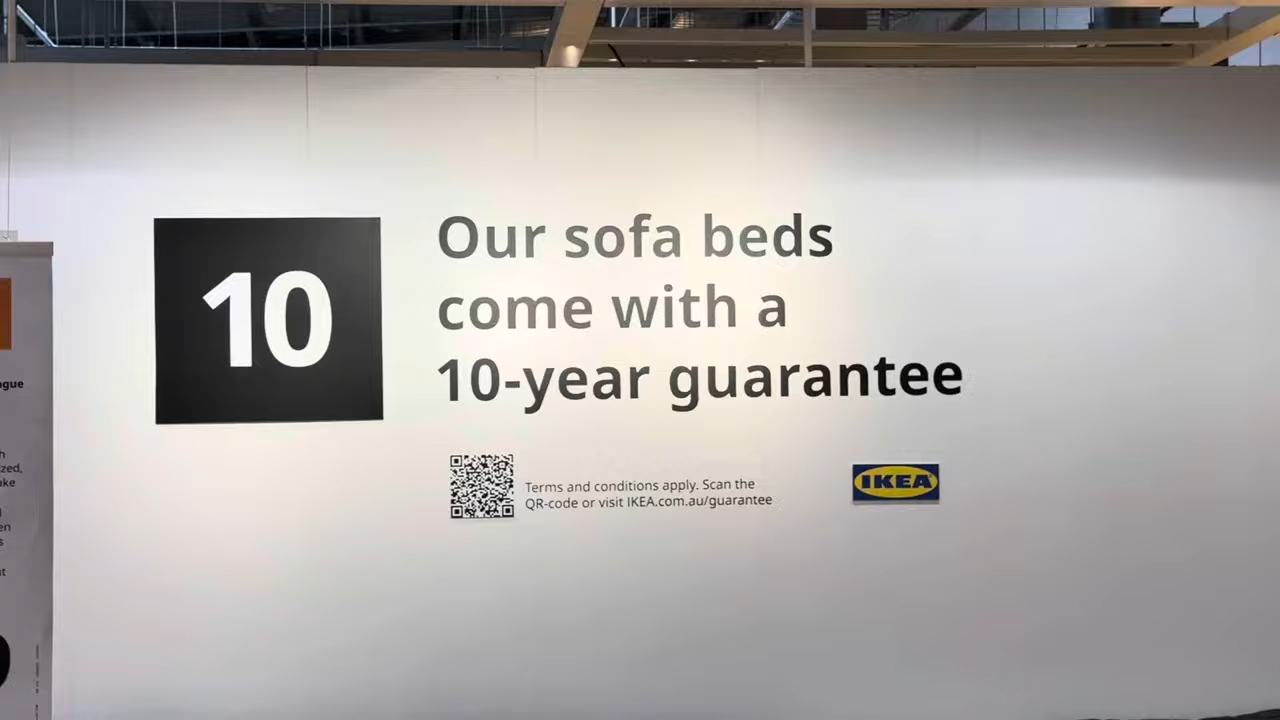 10
Our sofa beds
come with a
10-year guarantee
Terms and conditions apply. Scan the
QR-code or visit IKEA.com.au/guarantee
IKEA